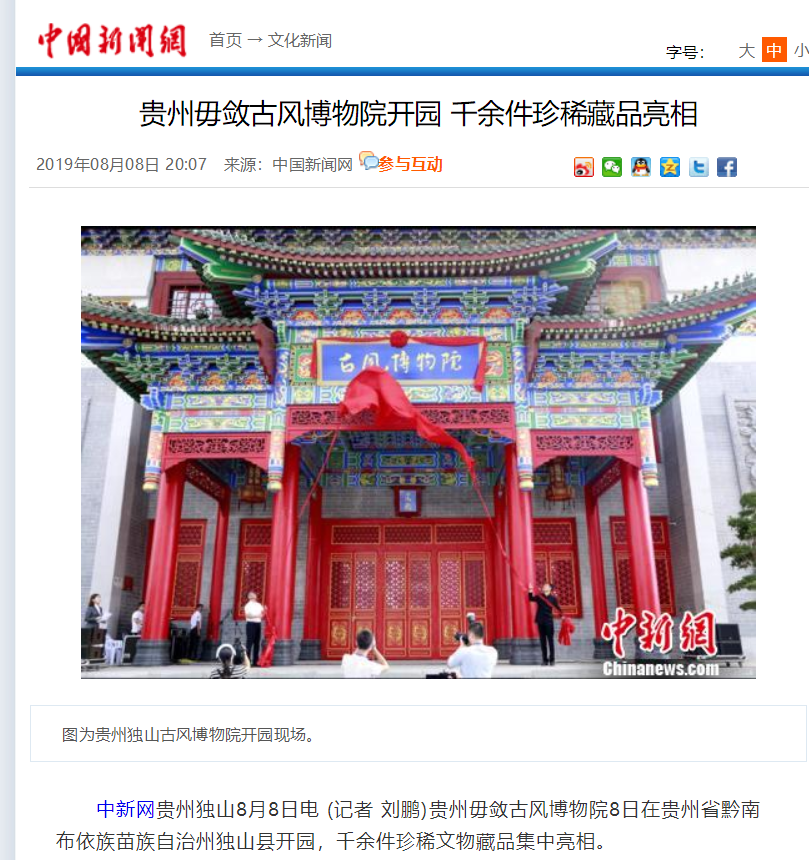 中國新聞網 首页 → 文化新闻
字号： 大 中 小
贵州毋敛古风博物院开园 千余件珍稀藏品亮相
2019年08月08日 20:07 来源：中国新闻网 参与互动
古风博物院
中新網
Chinanews.com
图为贵州独山古风博物院开园现场。
中新网贵州独山8月8日电 (记者 刘鹏)贵州毋敛古风博物院8日在贵州省黔南
布依族苗族自治州独山县开园，千余件珍稀文物藏品集中亮相。